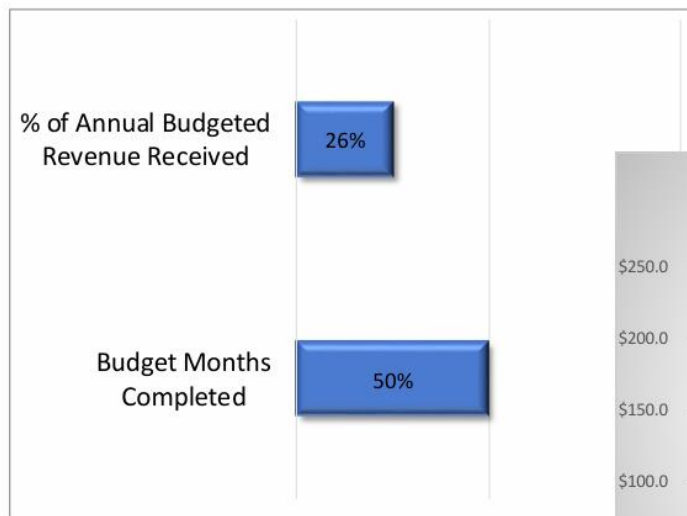 % of Annual Budgeted
Revenue Received
26%
Budget Months
Completed
50%
$250.0
$200.0
$150.0
$100.0